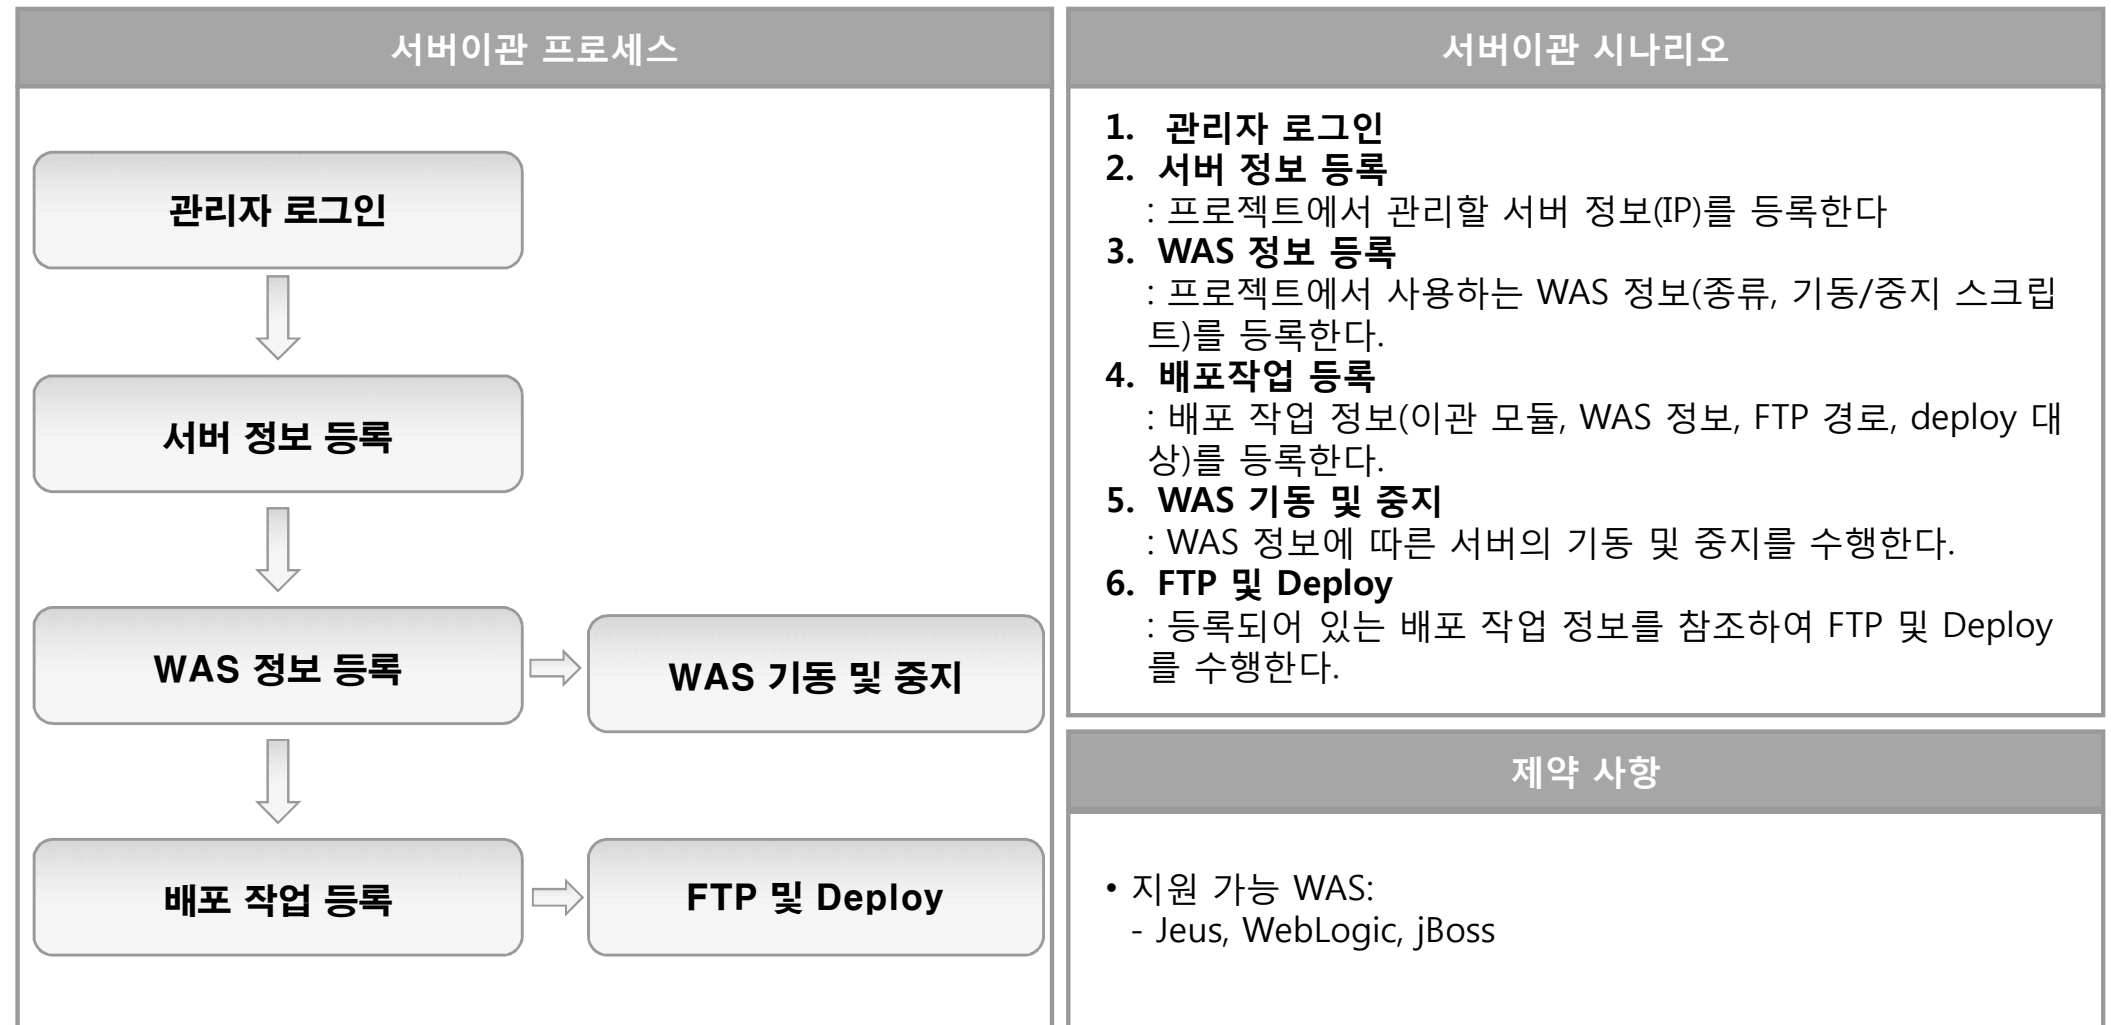 서버이관 프로세스
관리자 로그인
서버 정보 등록
WAS 정보 등록
WAS 기동 및 중지
배포 작업 등록
FTP 및 Deploy
서버이관 시나리오
1. 관리자 로그인
2. 서버 정보 등록
: 프로젝트에서 관리할 서버 정보(IP)를 등록한다
3. WAS 정보 등록
: 프로젝트에서 사용하는 WAS 정보(종류, 기동/중지 스크립
트)를 등록한다.
4. 배포작업 등록
: 배포 작업 정보(이관 모듈, WAS 정보, FTP 경로, deploy 대
상)를 등록한다.
5. WAS 기동 및 중지
: WAS 정보에 따른 서버의 기동 및 중지를 수행한다.
6. FTP 및 Deploy
: 등록되어 있는 배포 작업 정보를 참조하여 FTP 및 Deploy
를 수행한다.
제약 사항
• 지원 가능 WAS:
- Jeus, WebLogic, jBoss